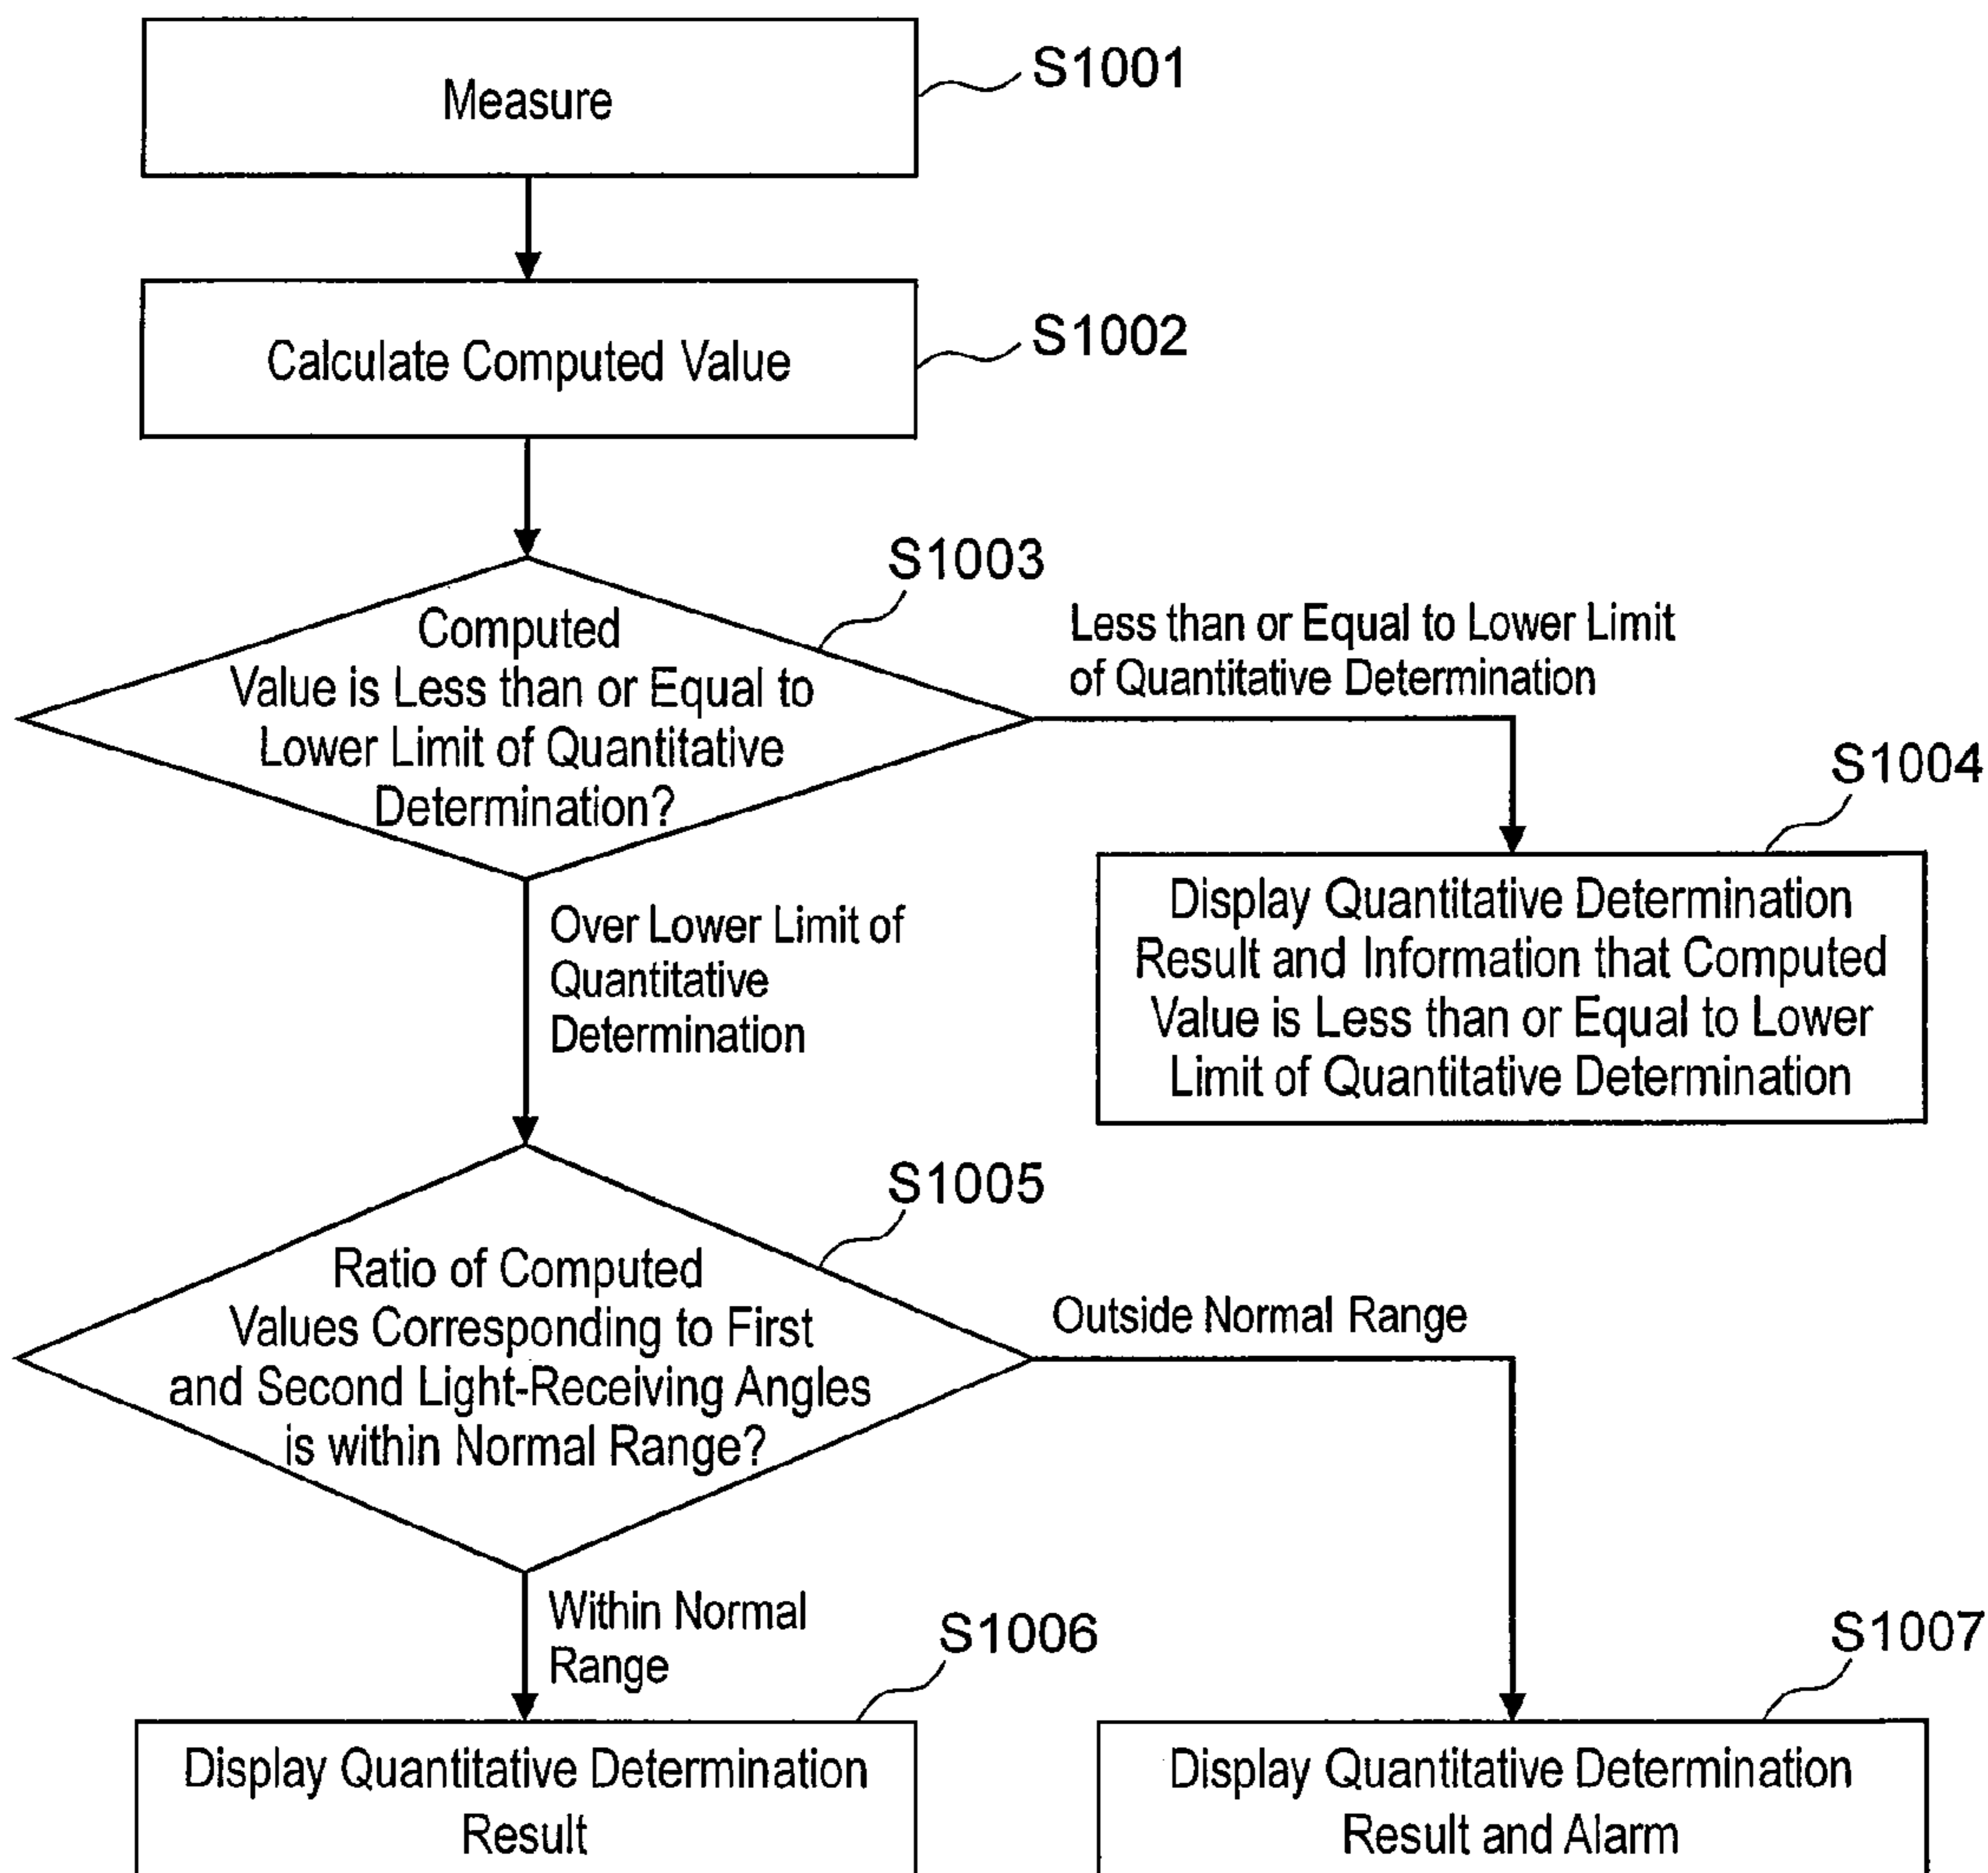 Measure
S1001
Calculate Computed Value
S1002
S1003
Computed
Value is Less than or Equal to
Lower Limit of Quantitative
Determination?
Less than or Equal to Lower Limit
of Quantitative Determination
S1004
Display Quantitative Determination
Result and Information that Computed
Value is Less than or Equal to Lower
Limit of Quantitative Determination
Over Lower Limit of
Quantitative
Determination
S1005
Ratio of Computed
Values Corresponding to First
and Second Light-Receiving Angles
is within Normal Range?
Outside Normal Range
Within Normal
Range
S1006
Display Quantitative Determination
Result
S1007
Display Quantitative Determination
Result and Alarm